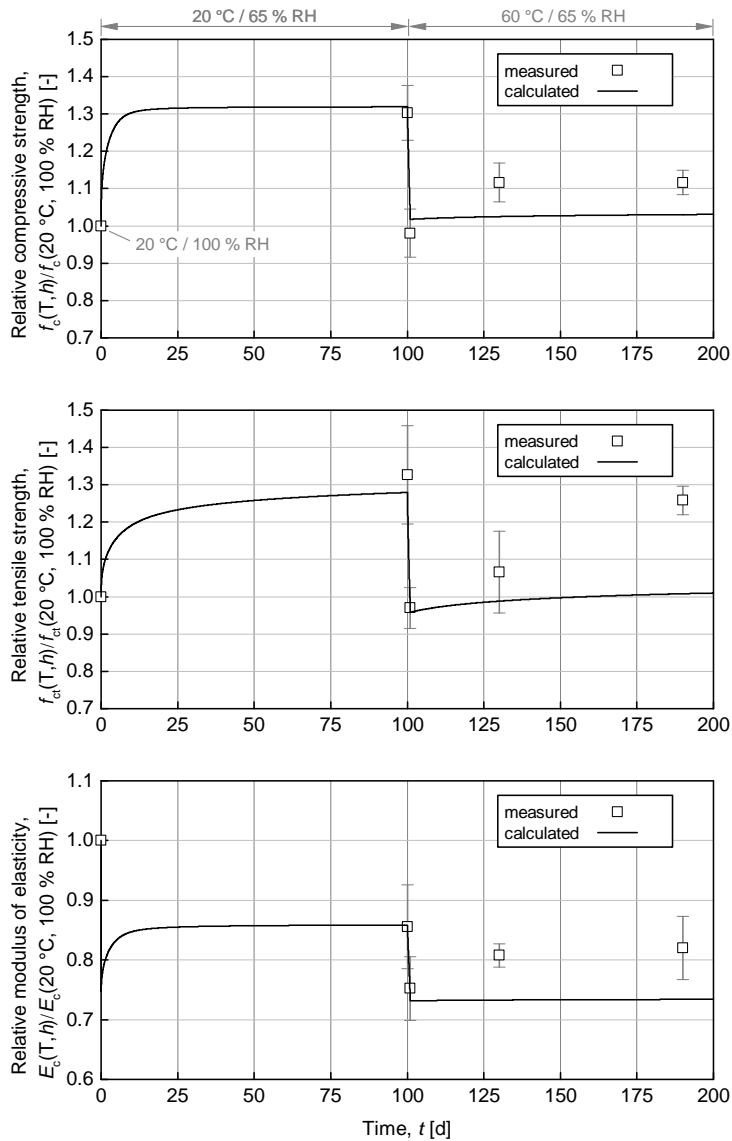 20 °C / 65 % RH 60 °C / 65 % RH
Relative compressive strength,
f_c(T,h)/f_c(20 °C, 100 % RH) [-]
1.5
1.4
1.3
1.2
1.1
1.0
0.9
0.8
0.7
measured
calculated
20 °C / 100 % RH
0 25 50 75 100 125 150 175 200
Relative tensile strength,
f_ct(T,h)/f_ct(20 °C, 100 % RH) [-]
1.5
1.4
1.3
1.2
1.1
1.0
0.9
0.8
0.7
measured
calculated
0 25 50 75 100 125 150 175 200
Relative modulus of elasticity,
E_c(T,h)/E_c(20 °C, 100 % RH) [-]
1.1
1.0
0.9
0.8
0.7
0.6
measured
calculated
0 25 50 75 100 125 150 175 200
Time, t [d]